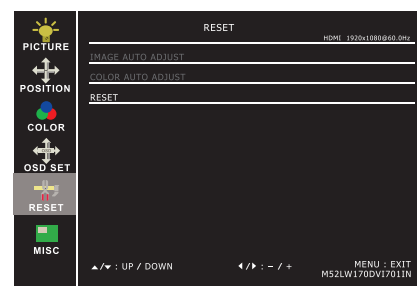 RESET
HDMI 1920x1080@60.0Hz
PICTURE
IMAGE AUTO ADJUST
POSITION
COLOR AUTO ADJUST
RESET
COLOR
OSD SET
RESET
MISC
▲/▼ : UP / DOWN
◀/▶ : - / +
MENU : EXIT
M52LW170DVI701IN